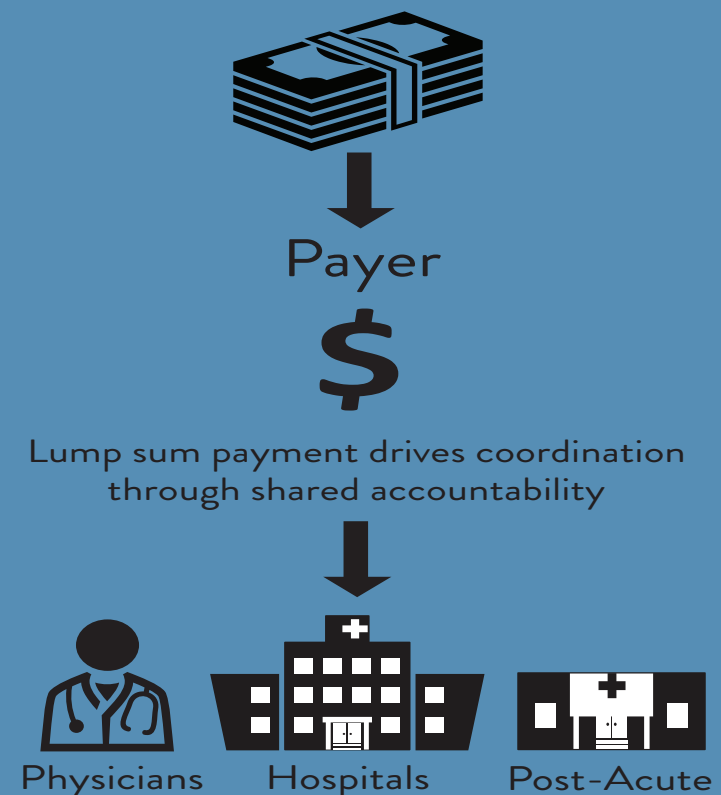 Payer
$
Lump sum payment drives coordination
through shared accountability
Physicians
Hospitals
Post-Acute